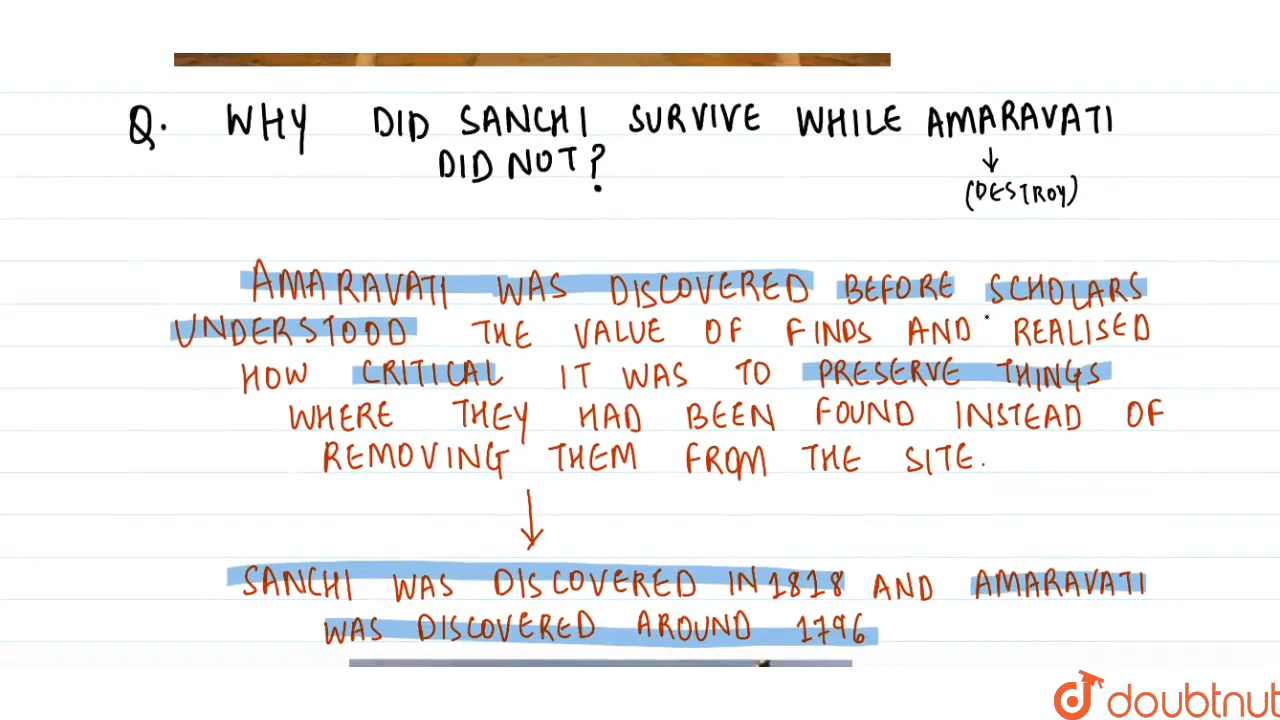 Q. WHY DID SANCHI SURVIVE WHILE AMARAVATI
DID NOT?
(DESTROY)
AMARAVATI WAS DISCOVERED BEFORE SCHOLARS
UNDERSTOOD THE VALUE OF FINDS AND REALISED
HOW CRITICAL IT WAS TO PRESERVE THINGS
WHERE THEY HAD BEEN FOUND INSTEAD OF
REMOVING THEM FROM THE SITE.
SANCHI WAS DISCOVERED IN 1818 AND AMARAVATI
WAS DISCOVERED AROUND 1796
doubtnut